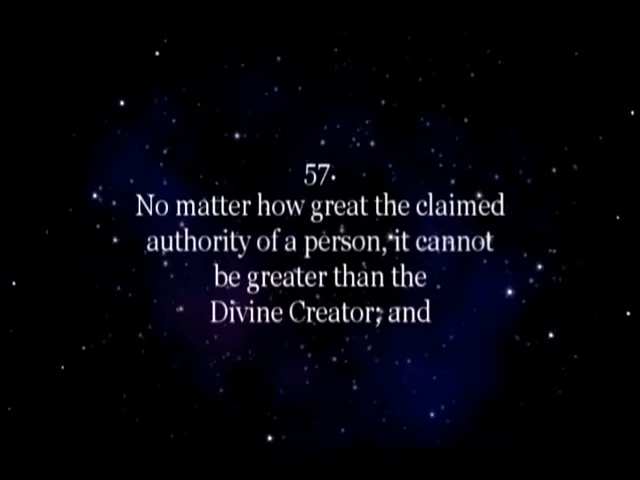 57.
No matter how great the claimed
authority of a person, it cannot
be greater than the
Divine Creator; and